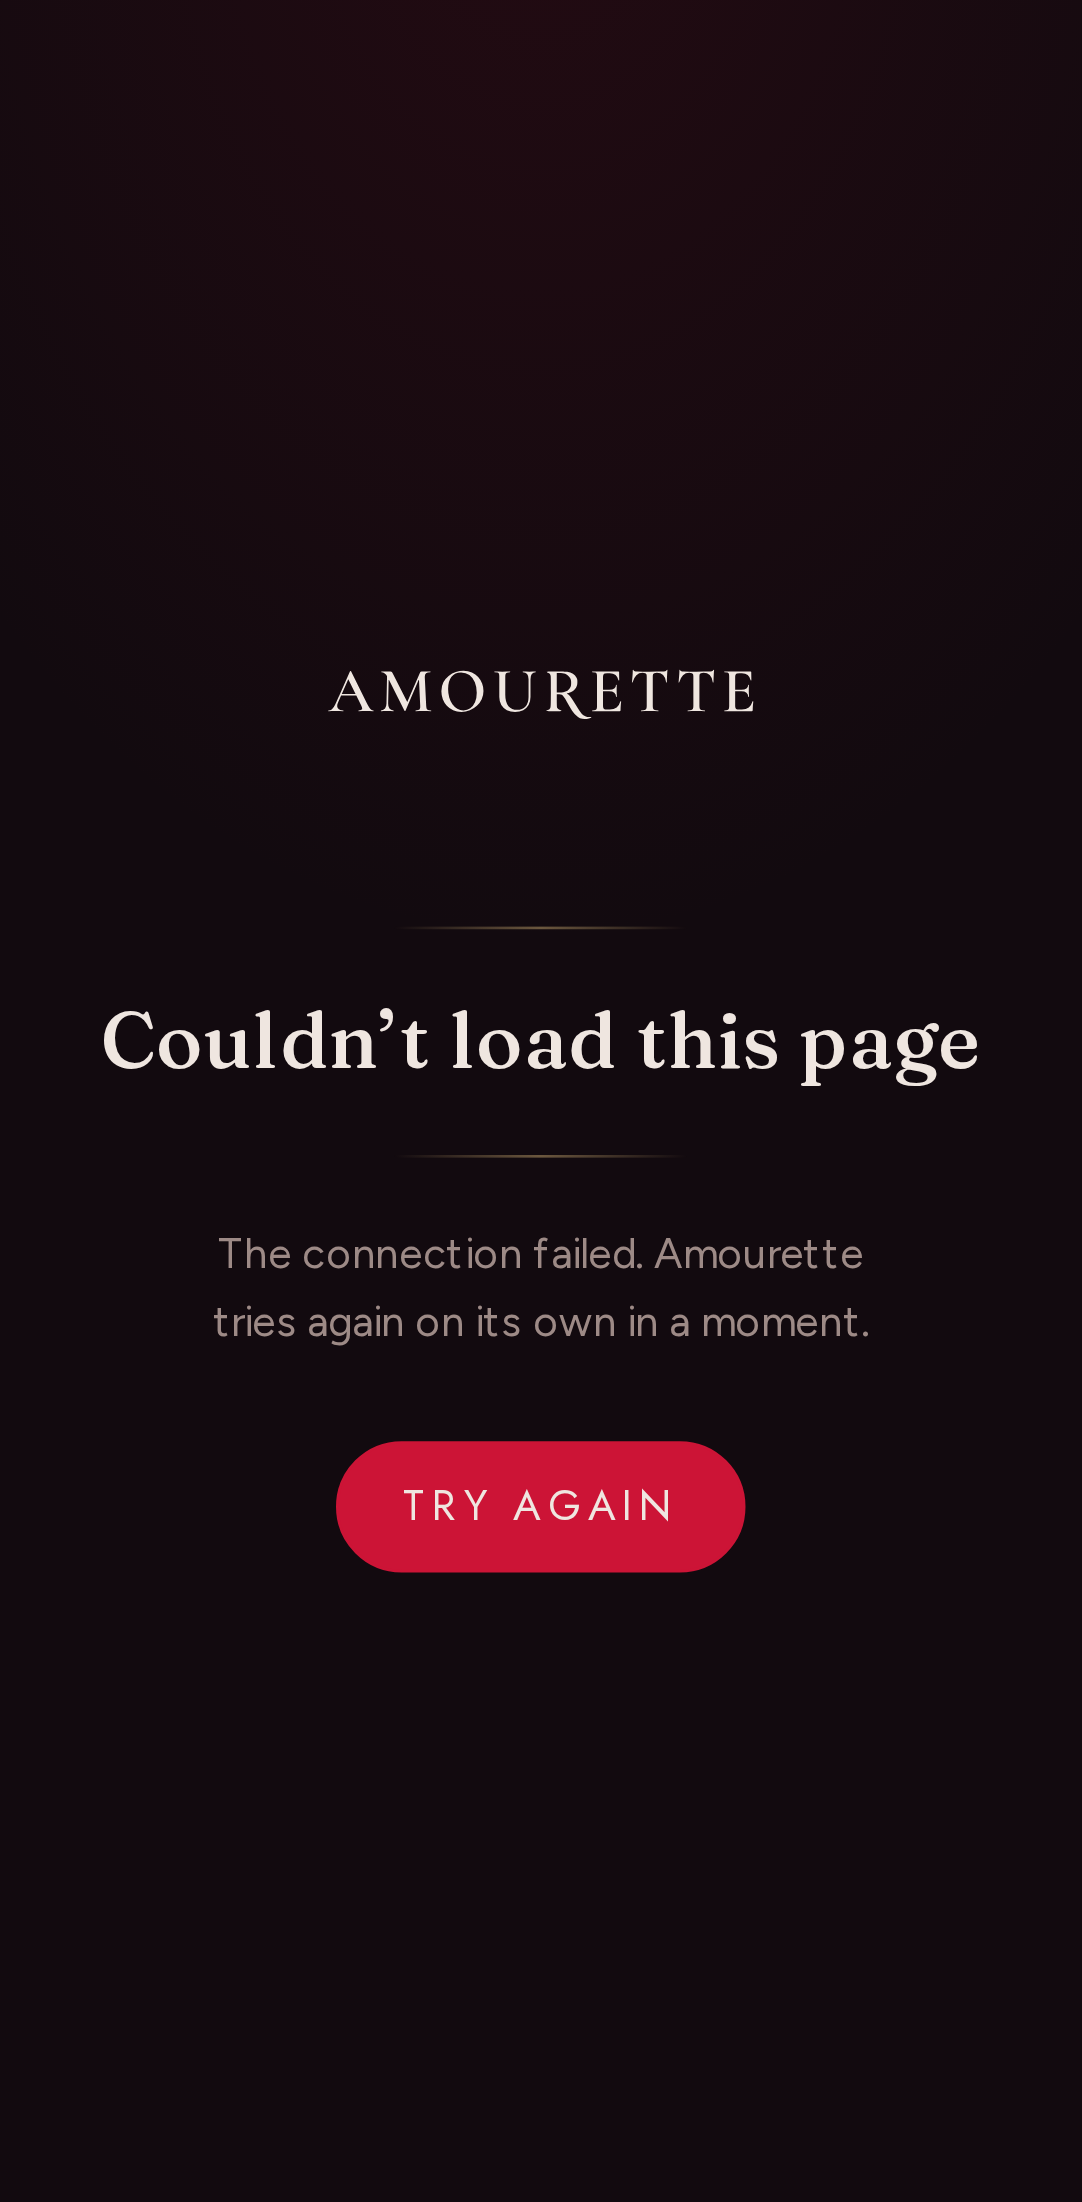 AMOURETTE
Couldn’t load this page
The connection failed. Amourette
tries again on its own in a moment.
TRY AGAIN